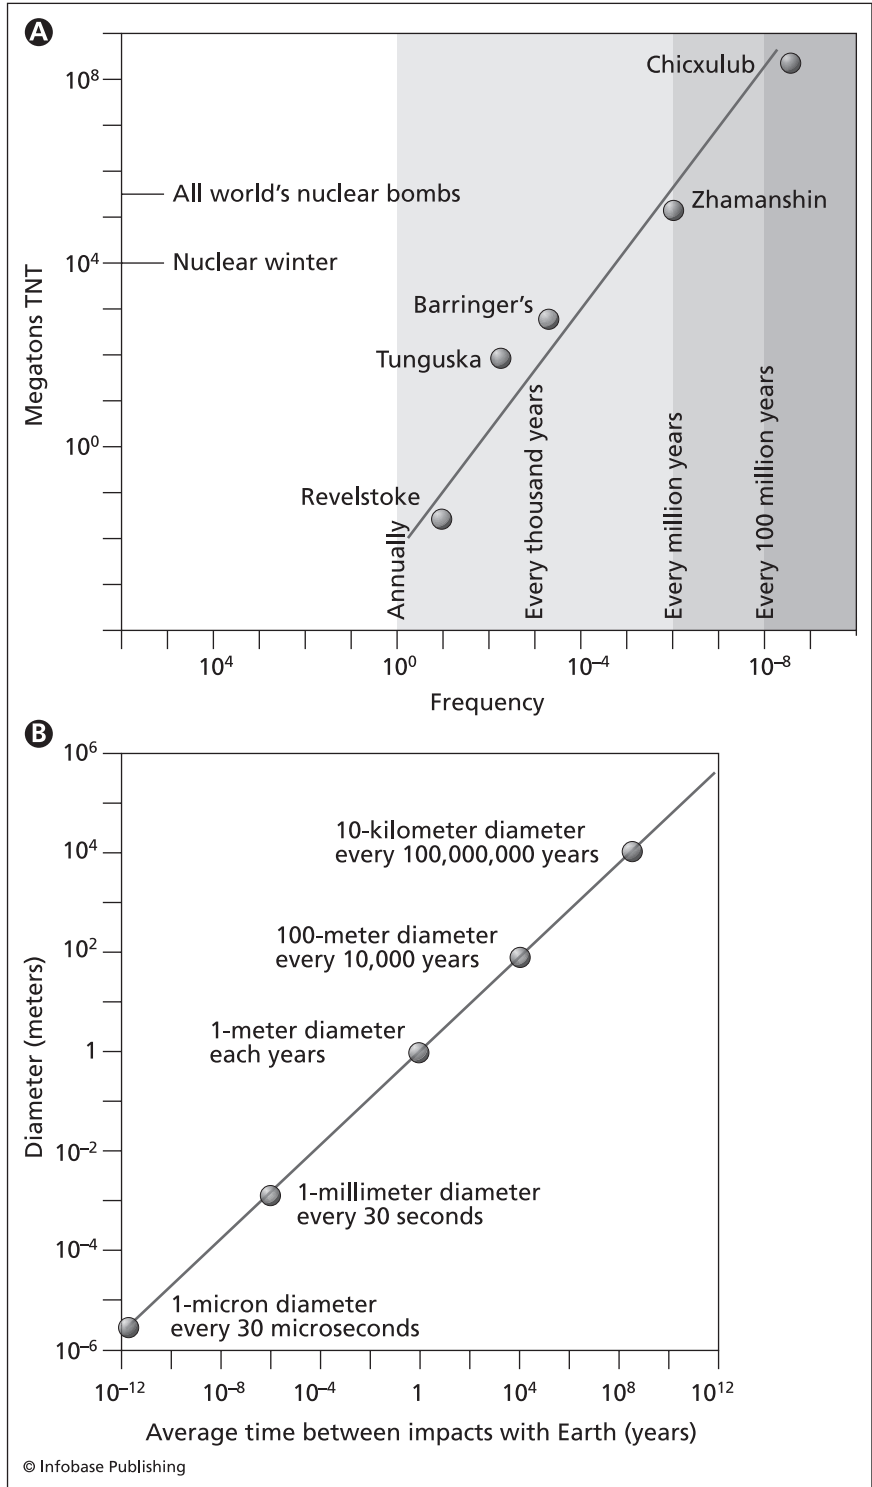 A
10⁸
Chicxulub
All world's nuclear bombs
Zhamanshin
10⁴
Nuclear winter
Barringer's
Tunguska
10⁰
Revelstoke
Megatons TNT
Annually
Every thousand years
Every million years
Every 100 million years
10⁴
10⁰
10⁻⁴
10⁻⁸
Frequency
B
10⁶
10-kilometer diameter
every 100,000,000 years
10⁴
100-meter diameter
every 10,000 years
10²
1-meter diameter
each years
1
10⁻²
1-millimeter diameter
every 30 seconds
10⁻⁴
1-micron diameter
every 30 microseconds
10⁻⁶
Diameter (meters)
10⁻¹²
10⁻⁸
10⁻⁴
1
10⁴
10⁸
10¹²
Average time between impacts with Earth (years)
© Infobase Publishing